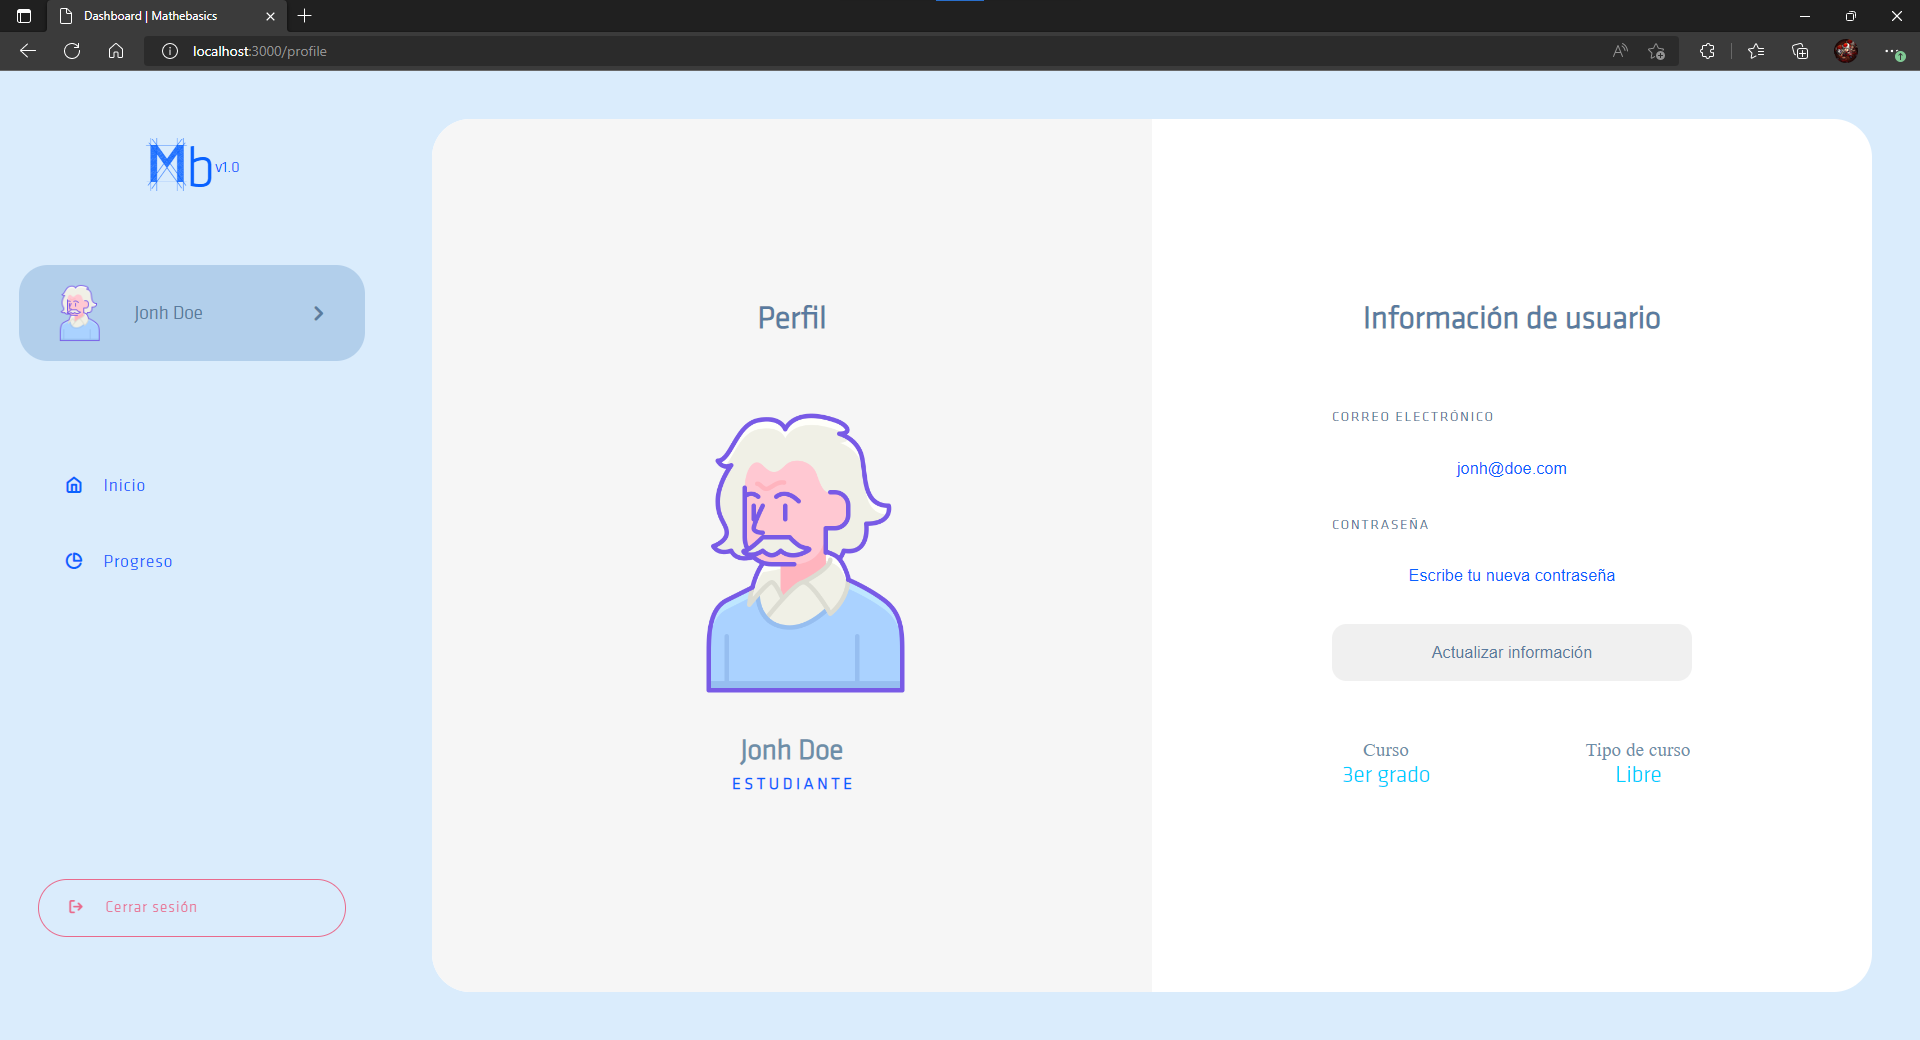 Dashboard | Mathebasics
localhost:3000/profile
Mb v1.0
Jonh Doe
Inicio
Progreso
Cerrar sesión
Perfil
Jonh Doe
ESTUDIANTE
Información de usuario
CORREO ELECTRÓNICO
jonh@doe.com
CONTRASEÑA
Escribe tu nueva contraseña
Actualizar información
Curso
3er grado
Tipo de curso
Libre